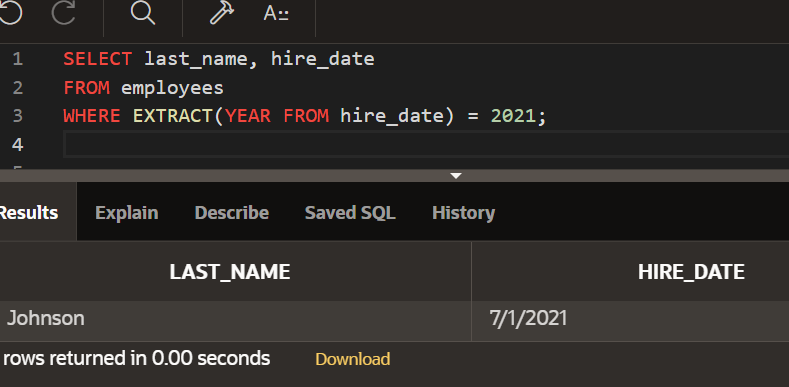 A::
1 SELECT last_name, hire_date
2 FROM employees
3 WHERE EXTRACT(YEAR FROM hire_date) = 2021;
4
Results Explain Describe Saved SQL History
LAST_NAME HIRE_DATE
Johnson 7/1/2021
rows returned in 0.00 seconds Download